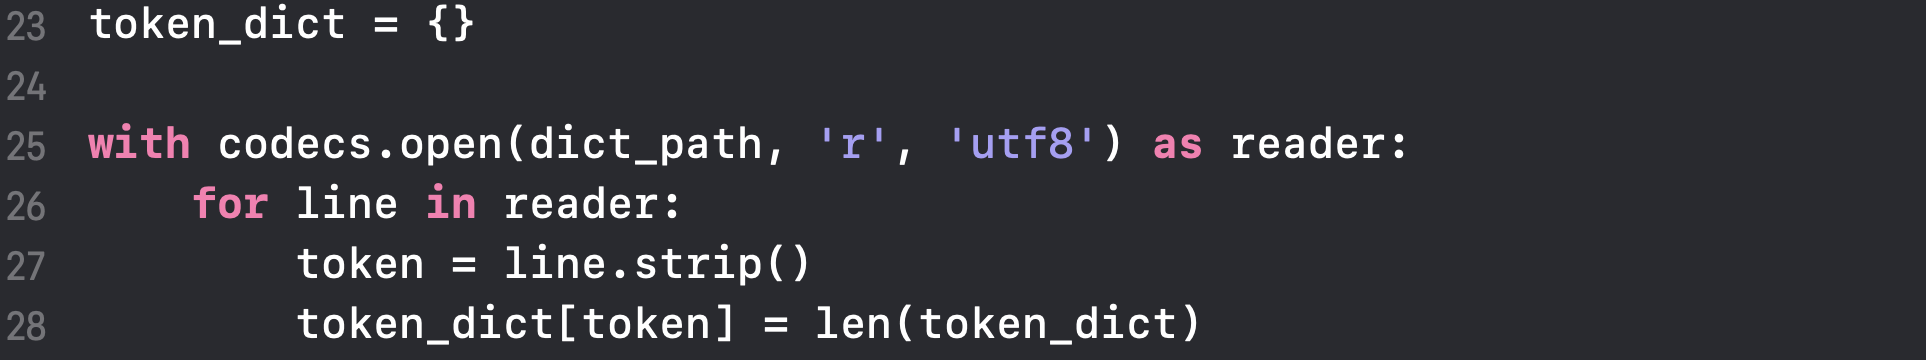 23 token_dict = {}
24
25 with codecs.open(dict_path, 'r', 'utf8') as reader:
26     for line in reader:
27         token = line.strip()
28         token_dict[token] = len(token_dict)